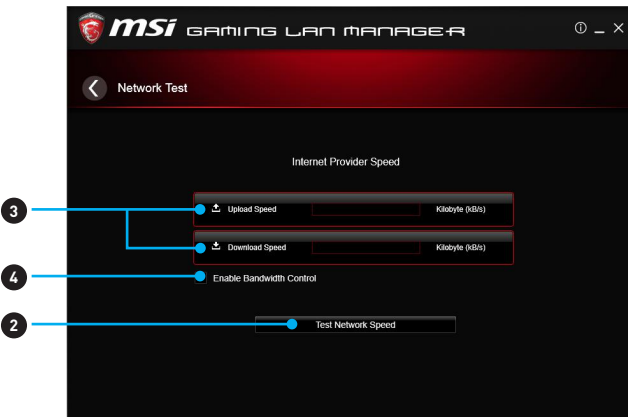 msi GAMING LAN MANAGER
Network Test
Internet Provider Speed
3
Upload Speed Kilobyte (kB/s)
Download Speed Kilobyte (kB/s)
4
Enable Bandwidth Control
2
Test Network Speed